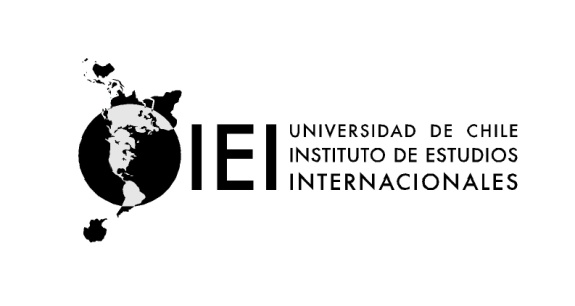 IEI
UNIVERSIDAD DE CHILE
INSTITUTO DE ESTUDIOS
INTERNACIONALES